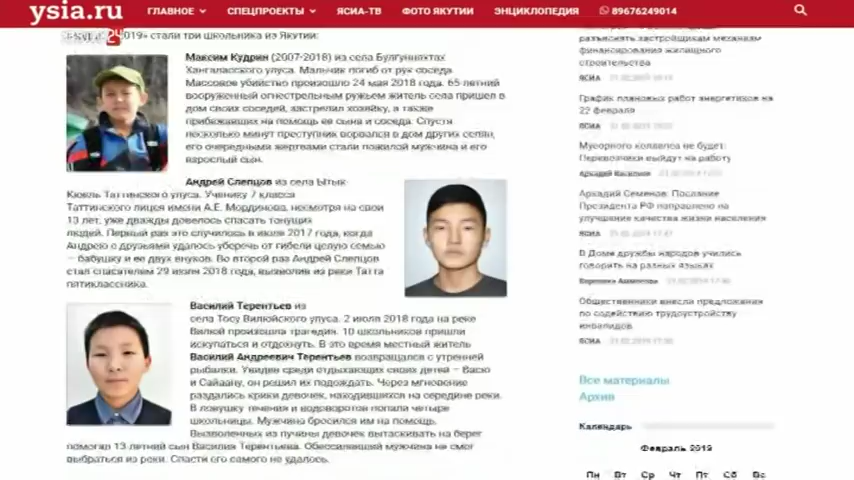 ysia.ru
ГЛАВНОЕ
СПЕЦПРОЕКТЫ
ЯСИА-ТВ
ФОТО ЯКУТИИ
ЭНЦИКЛОПЕДИЯ
89676249014
2019» стали три школьника из Якутии:
Максим Кудрин (2007-2018) из села Булгунняхтах
Хангаласского улуса. Мальчик погиб от рук соседа
Массовое убийство произошло 24 мая 2018 года. 65-летний
вооруженный огнестрельным ружьем житель села пришел в
дом своих соседей, застрелил хозяйку, а также
прибежавших на помощь ее сына и соседа. Спустя
несколько минут преступник ворвался в дом других селян,
его очередными жертвами стали пожилой мужчина и его
взрослый сын.
Андрей Слепцов из села Ытык-
Кюель Таттинского улуса. Ученику 7 класса
Таттинского лицея имени А.Е. Мординова, несмотря на свои
13 лет, уже дважды довелось спасать тонущих
людей. Первый раз это случилось в июле 2017 года, когда
Андрею с друзьями удалось уберечь от гибели целую семью
– бабушку и ее двух внуков. Во второй раз Андрей Слепцов
стал спасателем 29 июня 2018 года, вызволив из реки Татта
пятиклассника.
Василий Терентьев из
села Тосу Вилюйского улуса. 2 июля 2018 года на реке
Вилюй произошла трагедия. 10 школьников пришли
искупаться и отдохнуть. В это время местный житель
Василий Андреевич Терентьев возвращался с утренней
рыбалки. Увидев среди отдыхающих своих детей – Васю
и Сайаану, он решил их подождать. Через мгновение
раздались крики девочек, находившихся на середине реки.
В ловушку течения и водоворотов попали четыре
школьницы. Мужчина бросился им на помощь.
Вызволенных из пучины девочек вытаскивать на берег
помогал 13-летний сын Василия Терентьева. Обессилевший мужчина не смог
выбраться из реки. Спасти его самого не удалось.
разъяснять застройщикам механизм
финансирования жилищного
строительства
ЯСИА
График плановых работ энергетиков на
22 февраля
ЯСИА
Мусорного коллапса не будет:
Перевозчики выйдут на работу
Аркадий Семенов: Послание
Президента РФ направлено на
улучшение качества жизни населения
ЯСИА
В Доме дружбы народов учились
говорить на разных языках
Общественники внесли предложения
по содействию трудоустройству
инвалидов
ЯСИА
Все материалы
Архив
Календарь
Февраль 2019
Пн Вт Ср Чт Пт Сб Вс